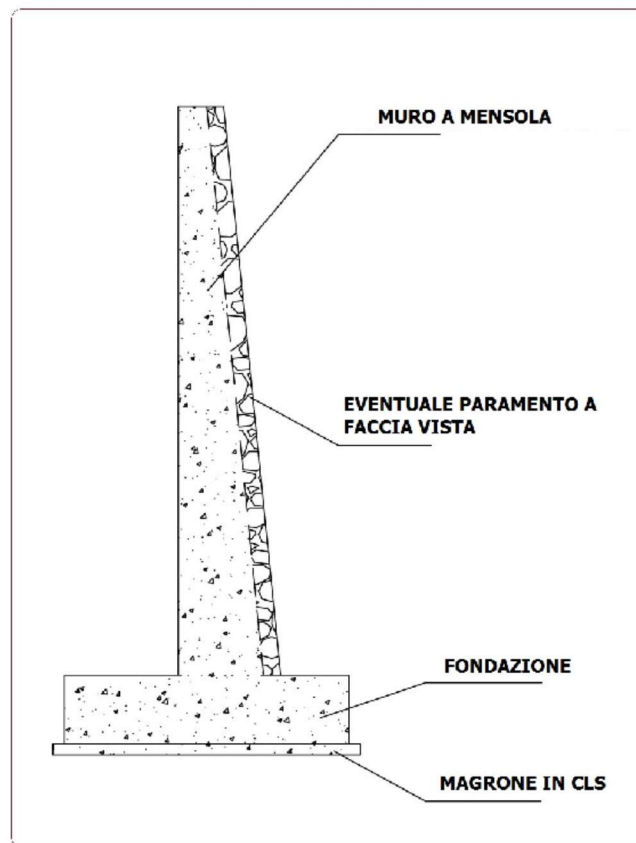 MURO A MENSOLA
EVENTUALE PARAMENTO A
FACCIA VISTA
FONDAZIONE
MAGRONE IN CLS